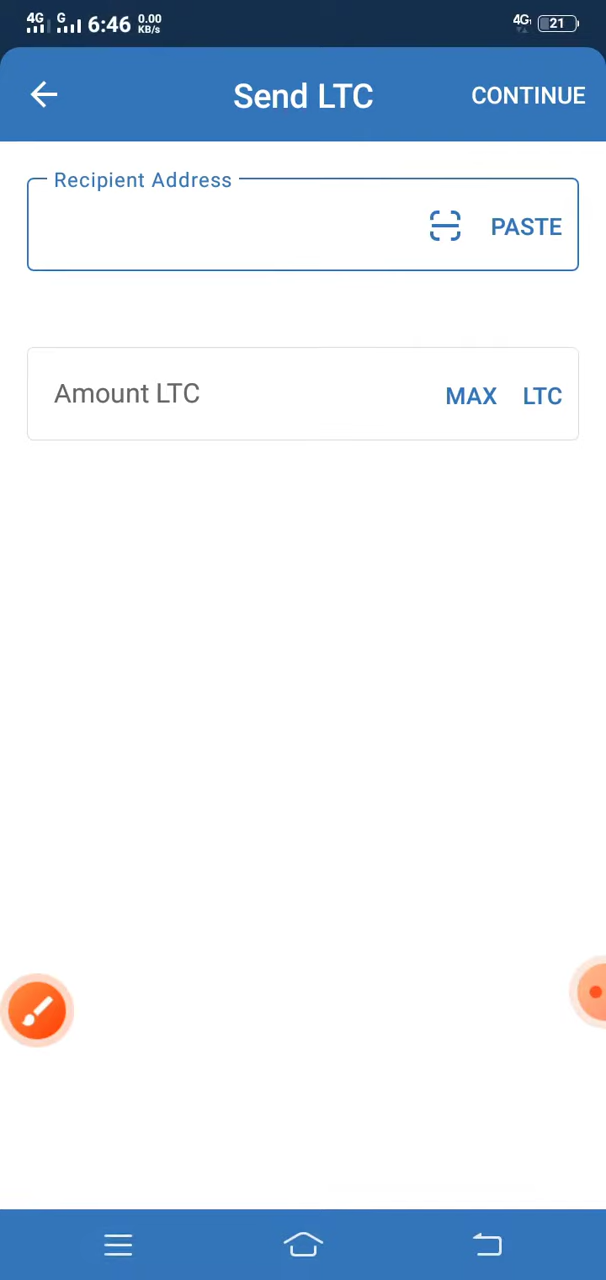 4G G 6:46 0.00 KB/s 4G 21
Send LTC CONTINUE
Recipient Address
PASTE
Amount LTC MAX LTC